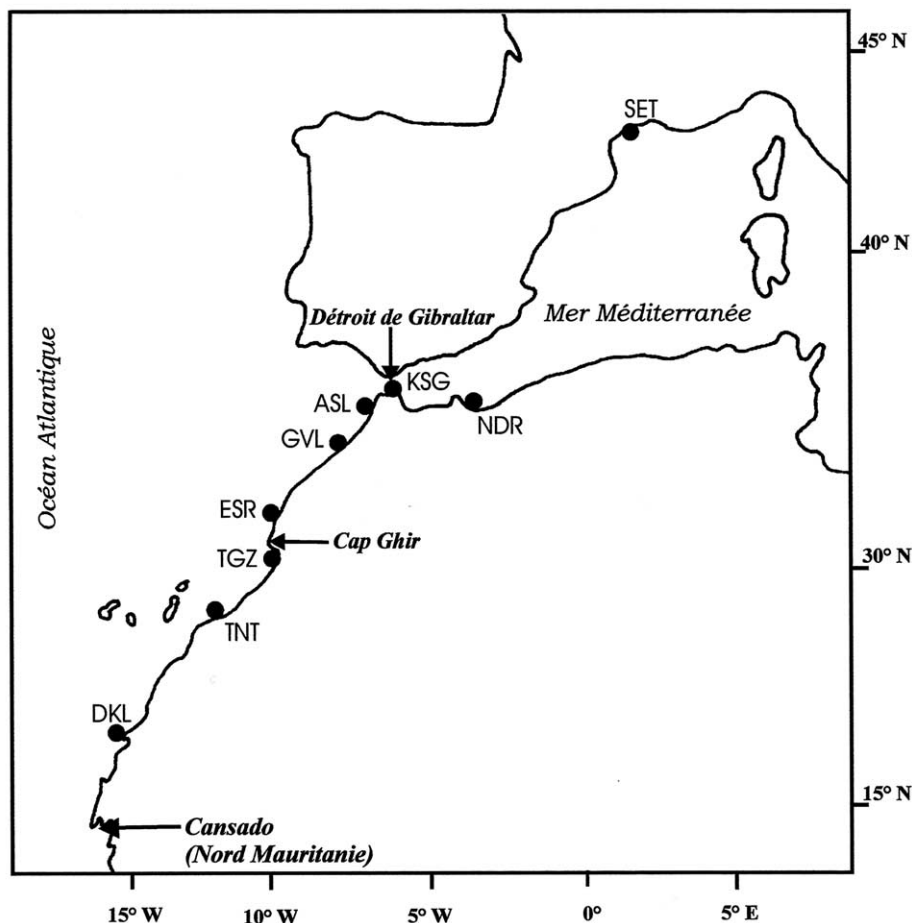 45° N
SET
40° N
Détroit de Gibraltar
Mer Méditerranée
KSG
ASL
NDR
GVL
Océan Atlantique
ESR
Cap Ghir
TGZ
30° N
TNT
DKL
15° N
Cansado
(Nord Mauritanie)
15° W
10° W
5° W
0°
5° E